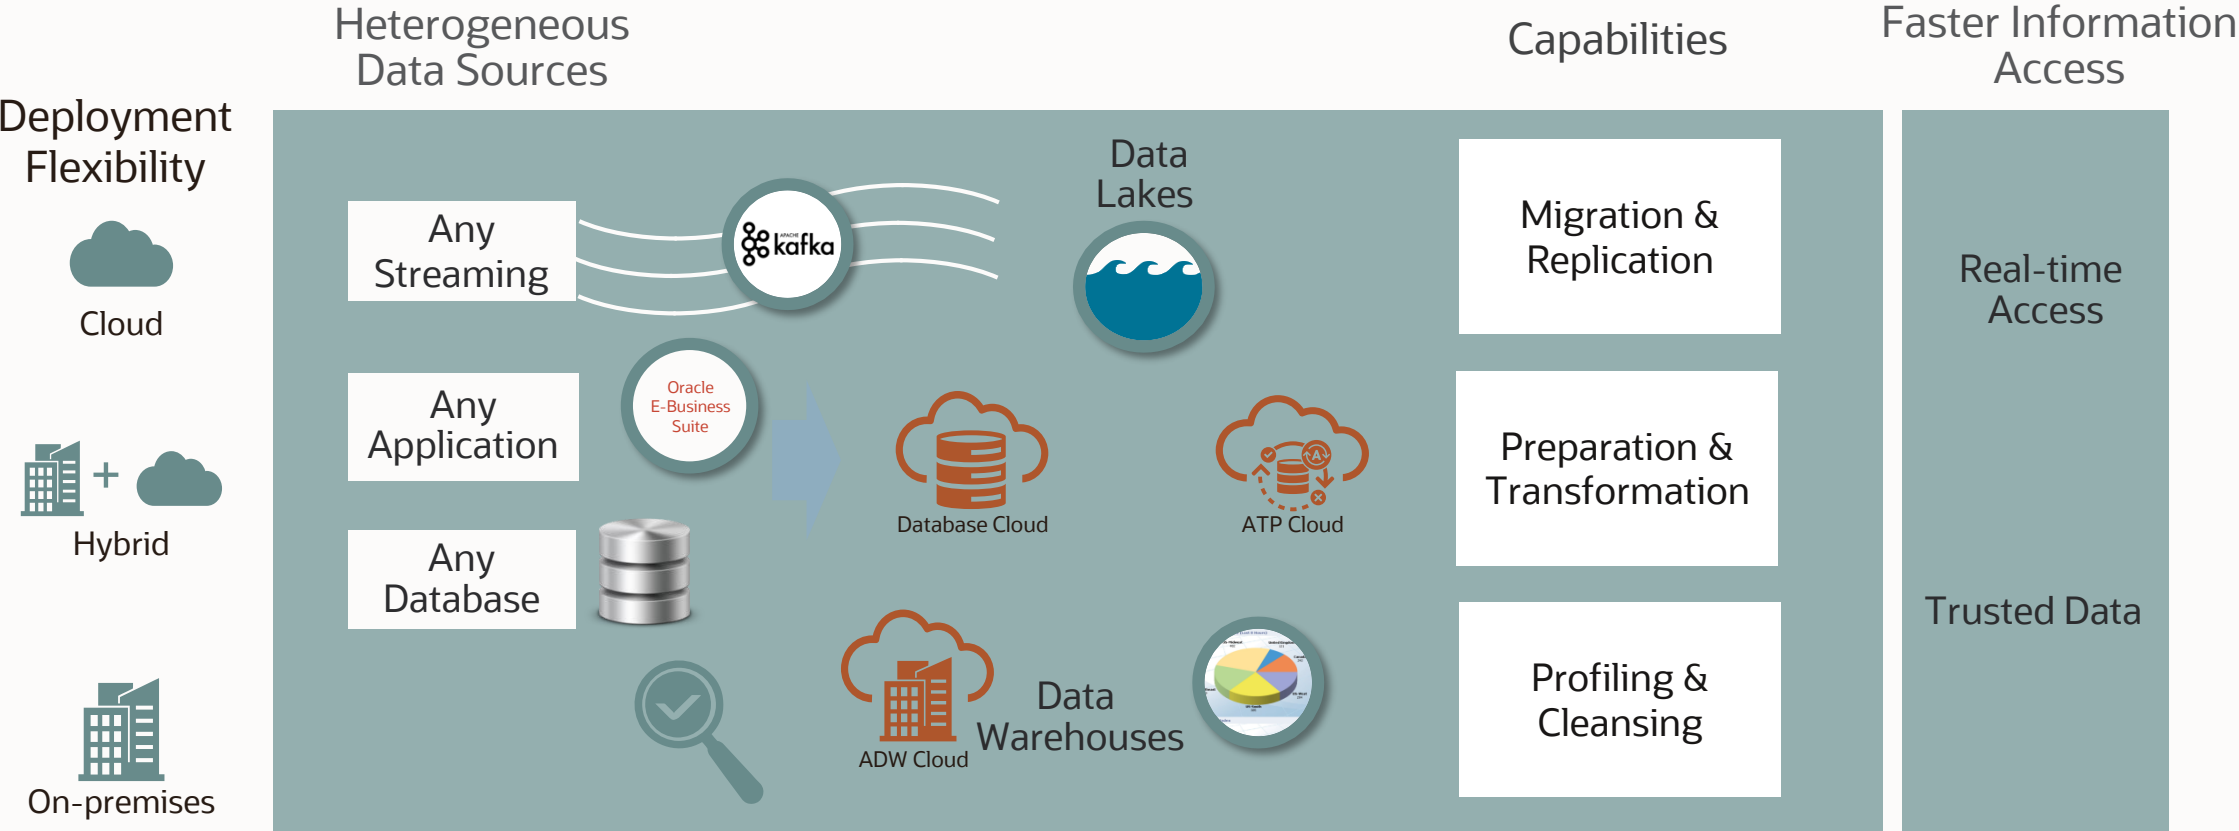 Heterogeneous
Data Sources
Capabilities
Faster Information
Access
Deployment
Flexibility
Cloud
+
Hybrid
On-premises
Any
Streaming
APACHE
kafka
Data
Lakes
Any
Application
Oracle
E-Business
Suite
Any
Database
Database Cloud
A
ATP Cloud
ADW Cloud
Data
Warehouses
Migration &
Replication
Preparation &
Transformation
Profiling &
Cleansing
Real-time
Access
Trusted Data